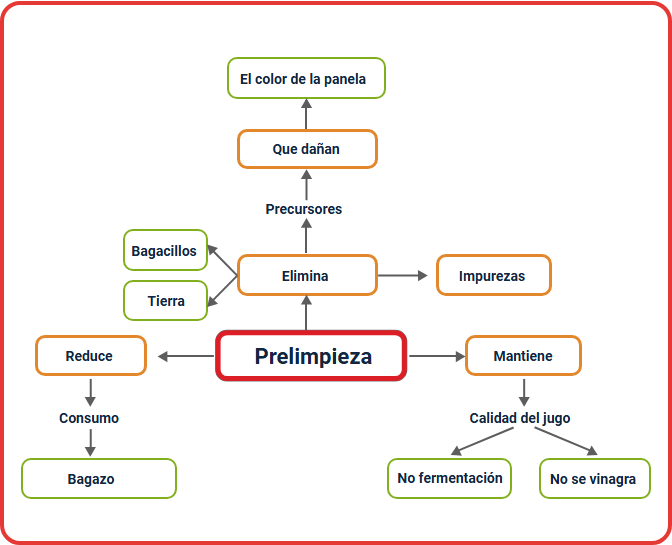 El color de la panela
Que dañan
Precursores
Bagacillos
Elimina
Impurezas
Tierra
Reduce
Prelimpieza
Mantiene
Consumo
Calidad del jugo
Bagazo
No fermentación
No se vinagra